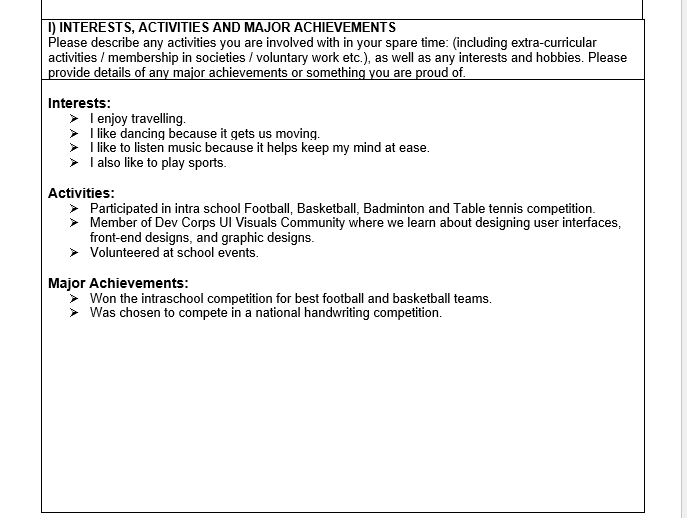 I) INTERESTS, ACTIVITIES AND MAJOR ACHIEVEMENTS
Please describe any activities you are involved with in your spare time: (including extra-curricular
activities / membership in societies / voluntary work etc.), as well as any interests and hobbies. Please
provide details of any major achievements or something you are proud of.
Interests:
➢ I enjoy travelling.
➢ I like dancing because it gets us moving.
➢ I like to listen music because it helps keep my mind at ease.
➢ I also like to play sports.
Activities:
➢ Participated in intra school Football, Basketball, Badminton and Table tennis competition.
➢ Member of Dev Corps UI Visuals Community where we learn about designing user interfaces,
front-end designs, and graphic designs.
➢ Volunteered at school events.
Major Achievements:
➢ Won the intraschool competition for best football and basketball teams.
➢ Was chosen to compete in a national handwriting competition.